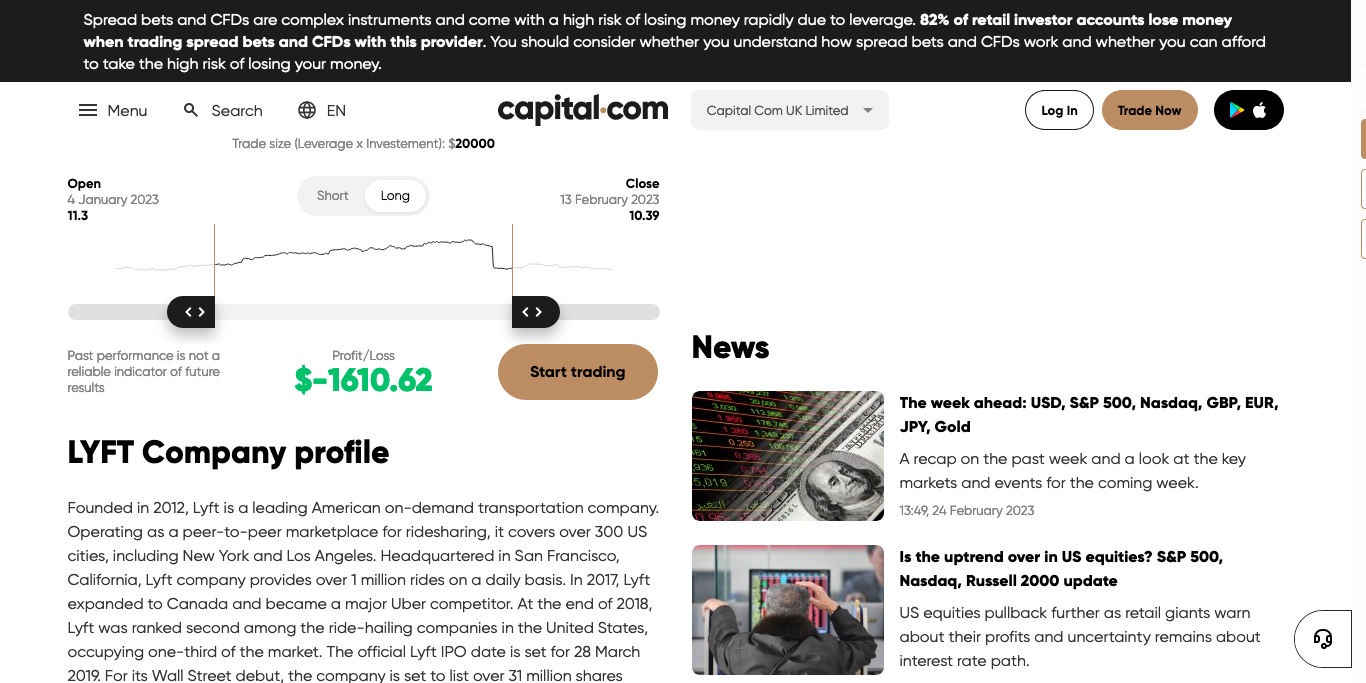 Spread bets and CFDs are complex instruments and come with a high risk of losing money rapidly due to leverage. 82% of retail investor accounts lose money
when trading spread bets and CFDs with this provider. You should consider whether you understand how spread bets and CFDs work and whether you can afford
to take the high risk of losing your money.
Menu
Search
EN
capital.com
Capital Com UK Limited
Log In
Trade Now
Trade size (Leverage x Investement): $20000
Open
4 January 2023
11.3
Short
Long
Close
13 February 2023
10.39
Past performance is not a
reliable indicator of future
results
Profit/Loss
$-1610.62
Start trading
LYFT Company profile
Founded in 2012, Lyft is a leading American on-demand transportation company.
Operating as a peer-to-peer marketplace for ridesharing, it covers over 300 US
cities, including New York and Los Angeles. Headquartered in San Francisco,
California, Lyft company provides over 1 million rides on a daily basis. In 2017, Lyft
expanded to Canada and became a major Uber competitor. At the end of 2018,
Lyft was ranked second among the ride-hailing companies in the United States,
occupying one-third of the market. The official Lyft IPO date is set for 28 March
2019. For its Wall Street debut, the company is set to list over 31 million shares
News
The week ahead: USD, S&P 500, Nasdaq, GBP, EUR,
JPY, Gold
A recap on the past week and a look at the key
markets and events for the coming week.
13:49, 24 February 2023
Is the uptrend over in US equities? S&P 500,
Nasdaq, Russell 2000 update
US equities pullback further as retail giants warn
about their profits and uncertainty remains about
interest rate path.